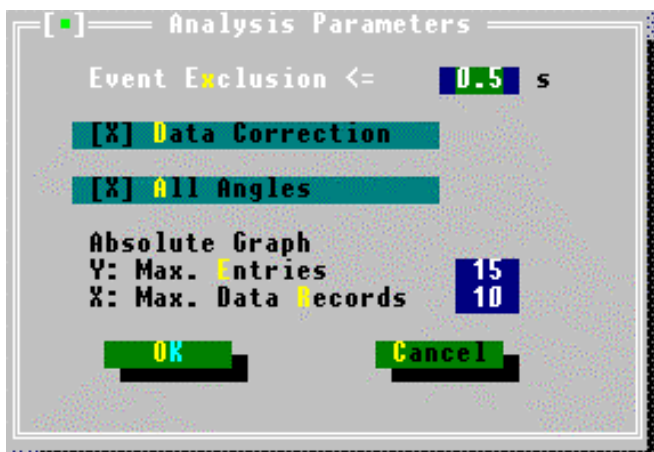 [▪] Analysis Parameters
Event Exclusion <= 0.5 s
[X] Data Correction
[X] All Angles
Absolute Graph
Y: Max. Entries 15
X: Max. Data Records 10
OK Cancel